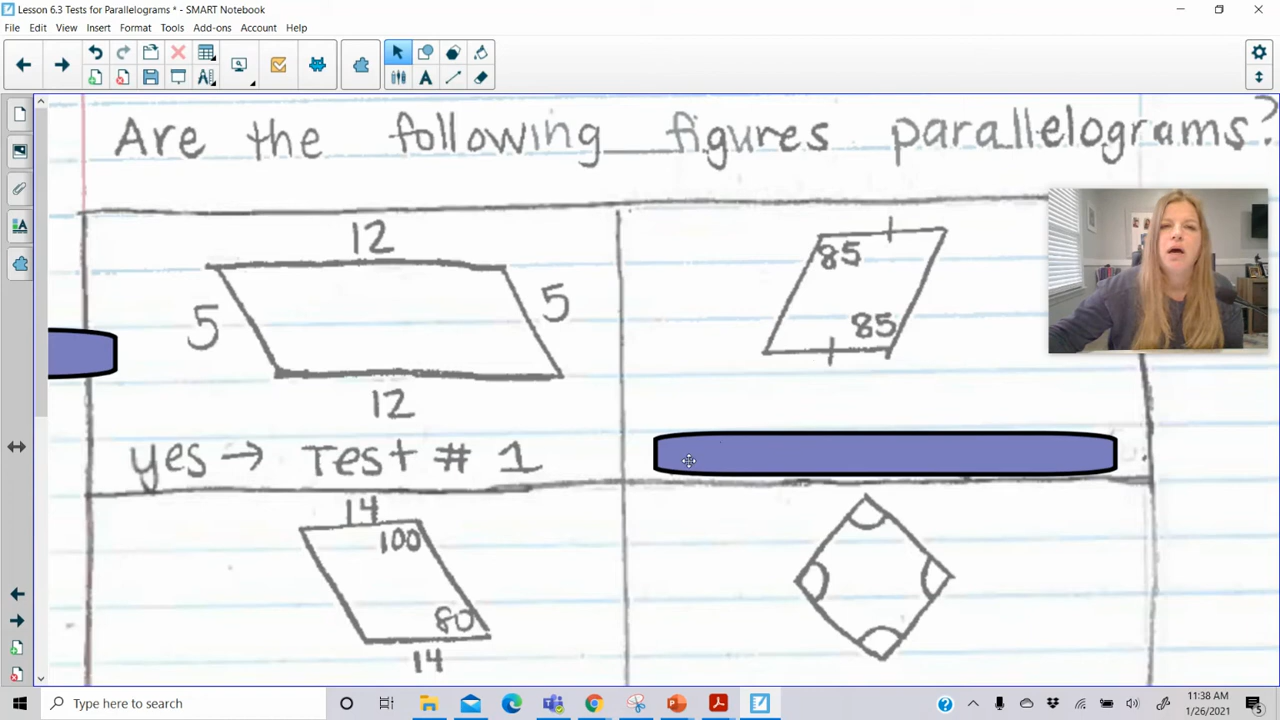 Lesson 6.3 Tests for Parallelograms * - SMART Notebook
File Edit View Insert Format Tools Add-ons Account Help
Are the following figures parallelograms?
12
5
5
12
yes → Test # 1
85
85
14
100
80
14
Type here to search
11:38 AM
1/26/2021
5